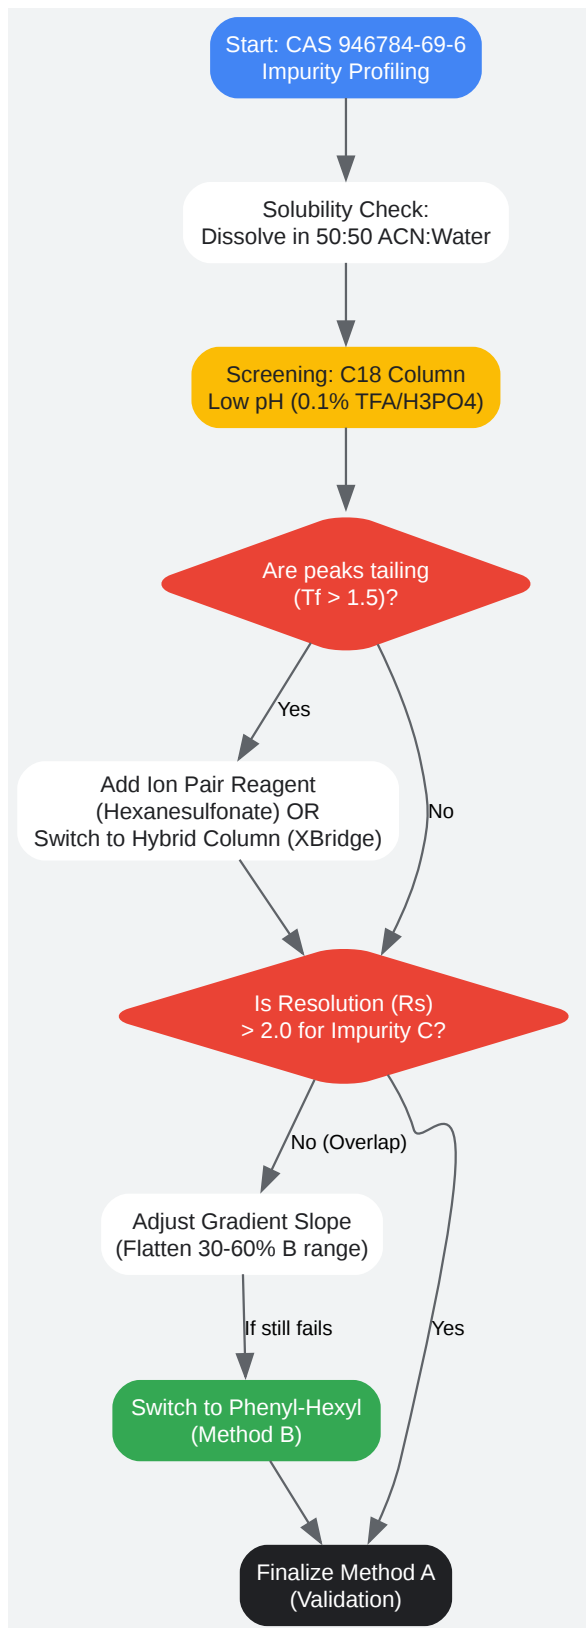 Start: CAS 946784-69-6
Impurity Profiling
Solubility Check:
Dissolve in 50:50 ACN:Water
Screening: C18 Column
Low pH (0.1% TFA/H3PO4)
Are peaks tailing
(Tf > 1.5)?
Yes
Add Ion Pair Reagent
(Hexanesulfonate) OR
Switch to Hybrid Column (XBridge)
No
Is Resolution (Rs)
> 2.0 for Impurity C?
No (Overlap)
Adjust Gradient Slope
(Flatten 30-60% B range)
If still fails
Yes
Switch to Phenyl-Hexyl
(Method B)
Finalize Method A
(Validation)